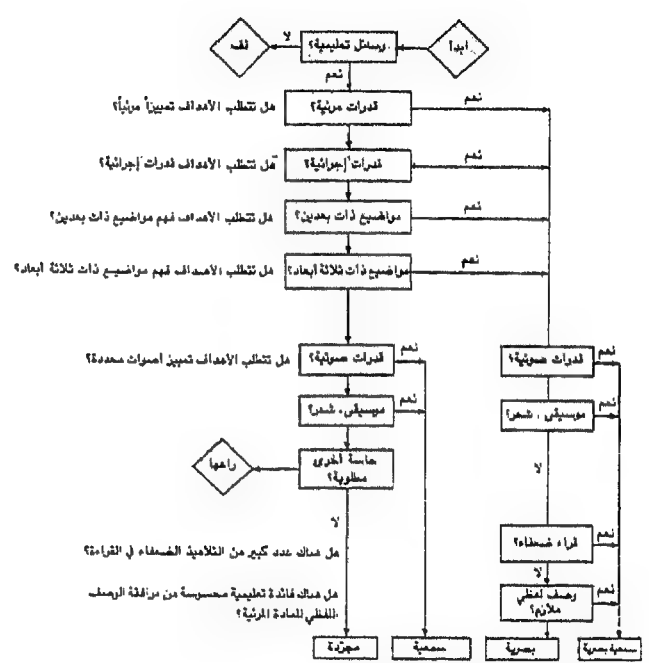 ابدأ
وسائل تعليمية؟
لا
قف
نعم
هل تتطلب الأهداف تمييزاً مرئياً؟
قدرات مرئية؟
نعم
هل تتطلب الأهداف قدرات إجرائية؟
قدرات إجرائية؟
نعم
هل تتطلب الأهداف فهم مواضيع ذات بعدين؟
مواضيع ذات بعدين؟
نعم
هل تتطلب الأهداف فهم مواضيع ذات ثلاثة أبعاد؟
مواضيع ذات ثلاثة أبعاد؟
نعم
هل تتطلب الأهداف تمييز أصوات محددة؟
قدرات صوتية؟
نعم
قدرات صوتية؟
نعم
موسيقى، شعر؟
نعم
موسيقى، شعر؟
نعم
حاسة أخرى
مطلوبة؟
راعها
لا
لا
هل هناك عدد كبير من التلاميذ الضعفاء في القراءة؟
قراء ضعفاء؟
نعم
لا
هل هناك فائدة تعليمية محسوسة من مرافقة الوصف
اللفظي للمادة المرئية؟
وصف لفظي
ملازم؟
نعم
مجردة
سمعية
بصرية
سمعية بصرية